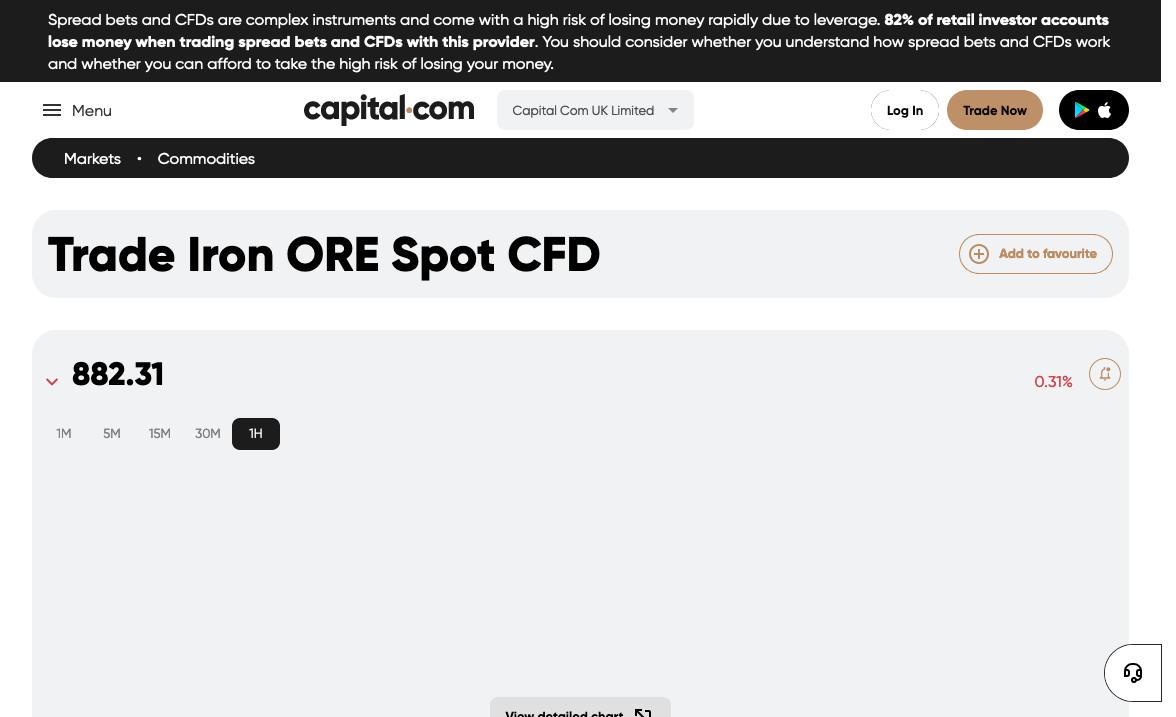 Spread bets and CFDs are complex instruments and come with a high risk of losing money rapidly due to leverage. 82% of retail investor accounts
lose money when trading spread bets and CFDs with this provider. You should consider whether you understand how spread bets and CFDs work
and whether you can afford to take the high risk of losing your money.
Menu
capital.com
Capital Com UK Limited
Log In
Trade Now
Markets • Commodities
Trade Iron ORE Spot CFD
Add to favourite
882.31
0.31%
1M 5M 15M 30M 1H
View detailed chart